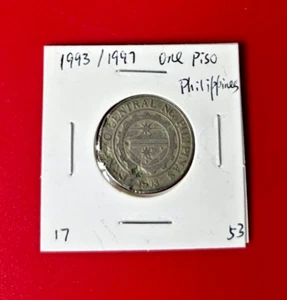 1993/1997 One Piso
Philippines
CENTRAL NG PILIPINAS
17
53